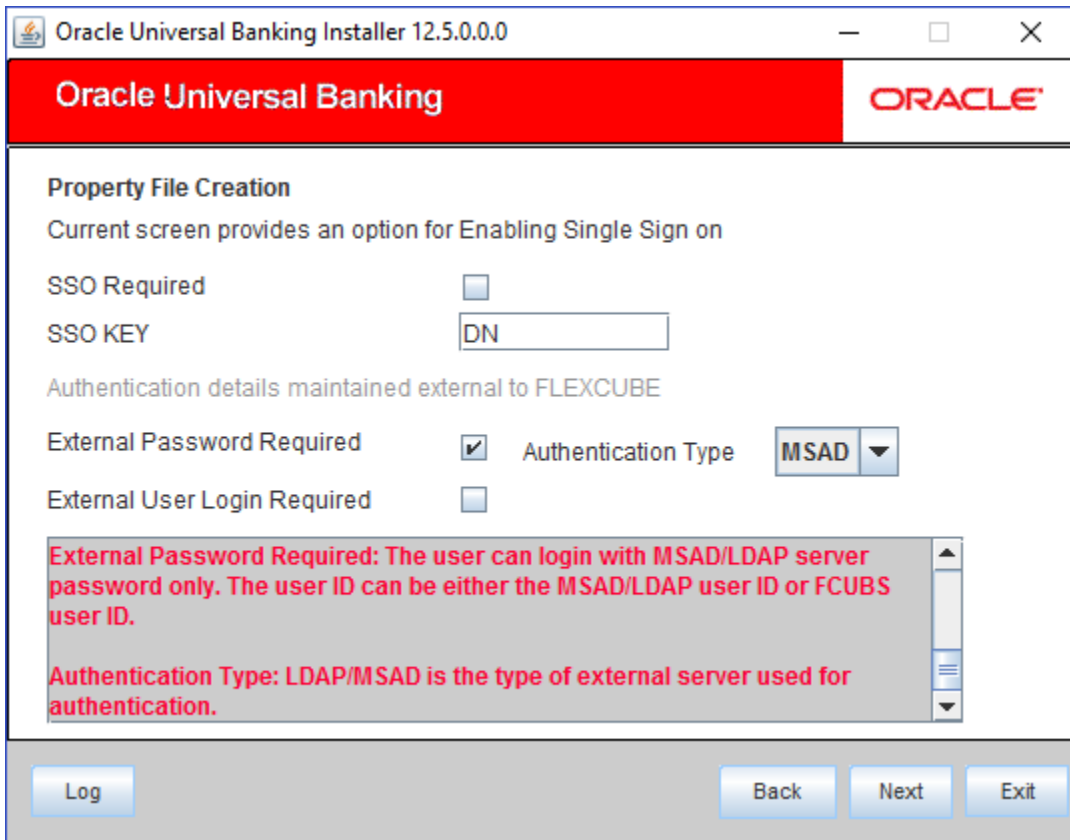 Oracle Universal Banking Installer 12.5.0.0.0
Oracle Universal Banking
ORACLE
Property File Creation
Current screen provides an option for Enabling Single Sign on
SSO Required
SSO KEY DN
Authentication details maintained external to FLEXCUBE
External Password Required Authentication Type MSAD
External User Login Required
External Password Required: The user can login with MSAD/LDAP server
password only. The user ID can be either the MSAD/LDAP user ID or FCUBS
user ID.
Authentication Type: LDAP/MSAD is the type of external server used for
authentication.
Log Back Next Exit